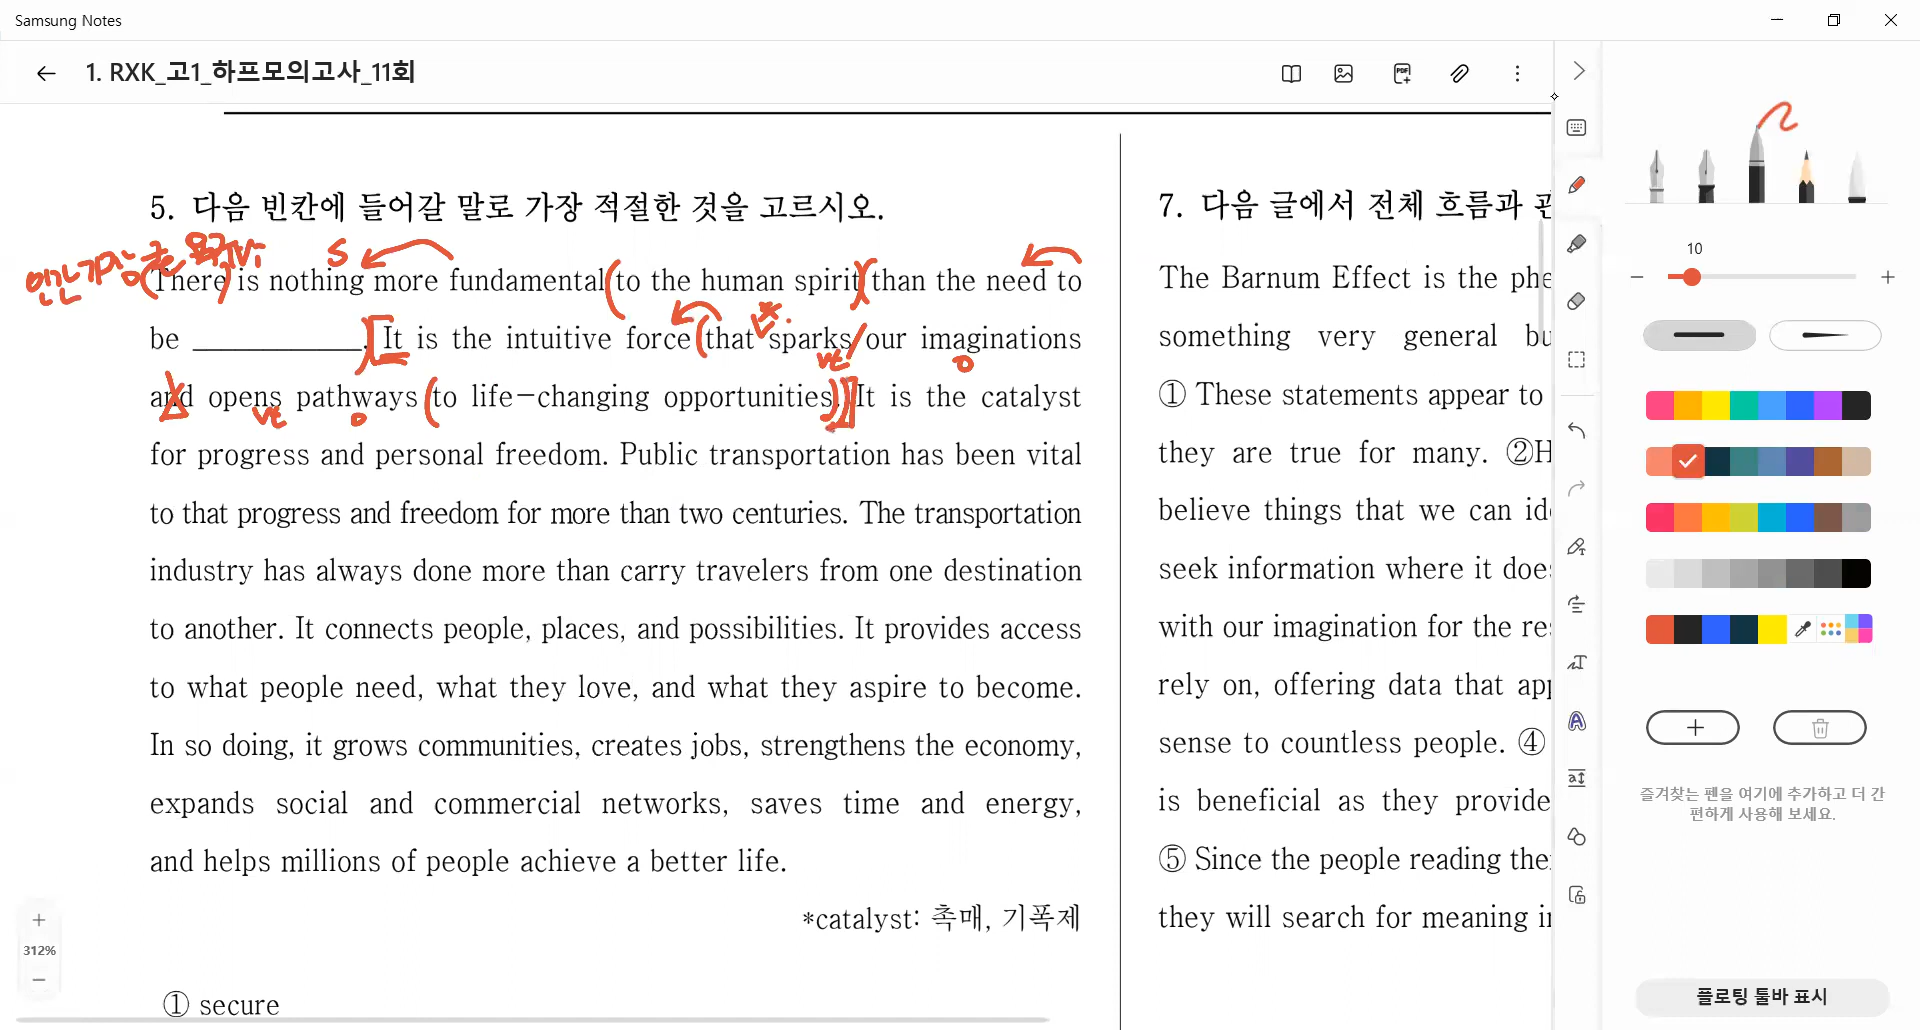 Samsung Notes
1. RXK_고1_하프모의고사_11회
5. 다음 빈칸에 들어갈 말로 가장 적절한 것을 고르시오.
S
There is nothing more fundamental to the human spirit than the need to
be ____________. It is the intuitive force that sparks our imaginations
vt
O
and opens pathways to life-changing opportunities. It is the catalyst
vt
O
for progress and personal freedom. Public transportation has been vital
to that progress and freedom for more than two centuries. The transportation
industry has always done more than carry travelers from one destination
to another. It connects people, places, and possibilities. It provides access
to what people need, what they love, and what they aspire to become.
In so doing, it grows communities, creates jobs, strengthens the economy,
expands social and commercial networks, saves time and energy,
and helps millions of people achieve a better life.
*catalyst: 촉매, 기폭제
① secure
7. 다음 글에서 전체 흐름과 관
The Barnum Effect is the phe
something very general bu
① These statements appear to
they are true for many. ②H
believe things that we can ide
seek information where it does
with our imagination for the res
rely on, offering data that app
sense to countless people. ④
is beneficial as they provide
⑤ Since the people reading the
they will search for meaning in
312%
PDF
10
즐겨찾는 펜을 여기에 추가하고 더 간
편하게 사용해 보세요.
플로팅 툴바 표시